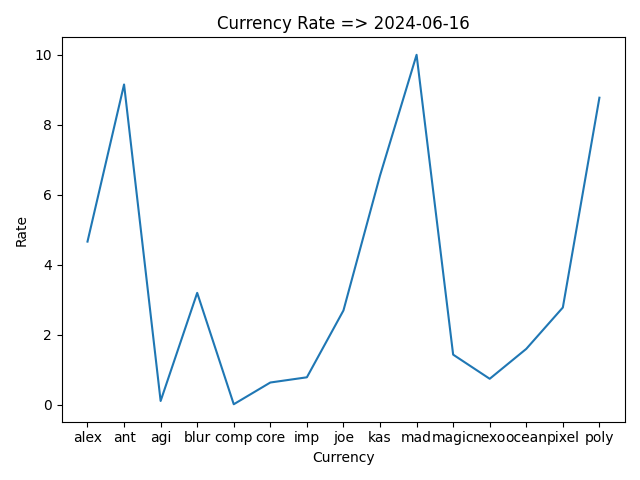 Currency Rate => 2024-06-16
10
8
6
4
2
0
Rate
alex ant agi blur comp core imp joe kas mad magic nexo ocean pixel poly
Currency